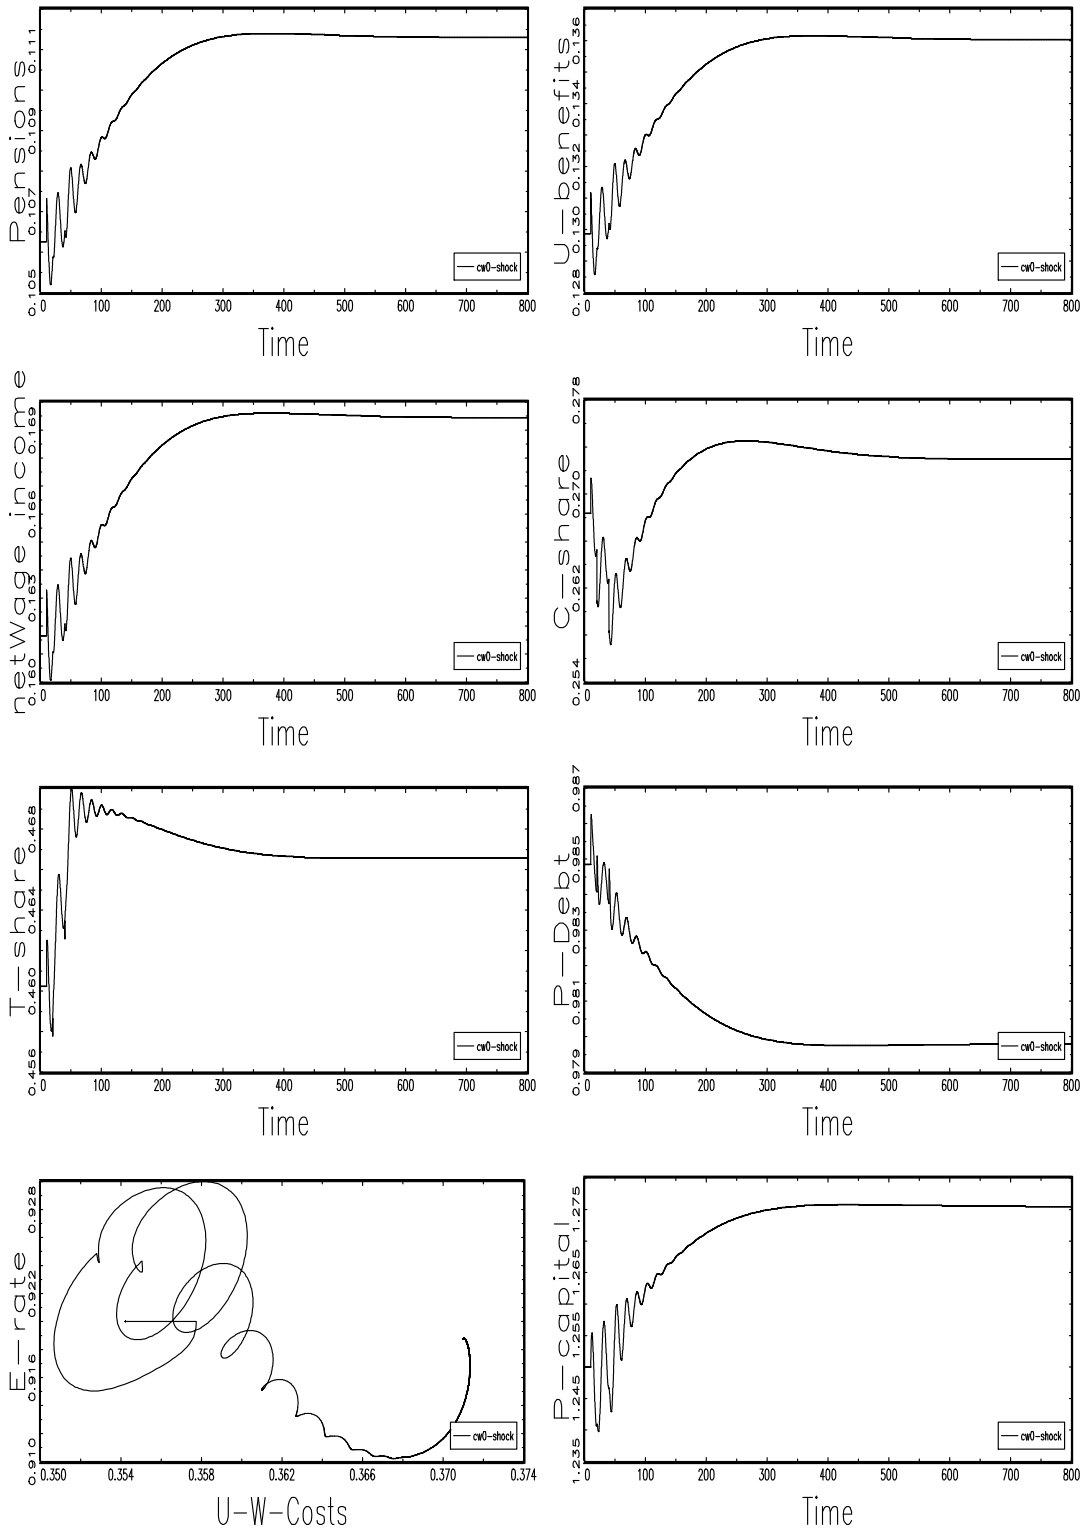 Pensions
0.105 0.107 0.109 0.111
cw0-shock
0 100 200 300 400 500 600 700 800
Time
U-benefits
0.128 0.130 0.132 0.134 0.136
cw0-shock
0 100 200 300 400 500 600 700 800
Time
netWage income
0.160 0.163 0.166 0.169
cw0-shock
0 100 200 300 400 500 600 700 800
Time
C-share
0.254 0.262 0.270 0.278
cw0-shock
0 100 200 300 400 500 600 700 800
Time
T-share
0.456 0.460 0.464 0.468
cw0-shock
0 100 200 300 400 500 600 700 800
Time
P-Debt
0.979 0.981 0.983 0.985 0.987
cw0-shock
0 100 200 300 400 500 600 700 800
Time
E-rate
0.910 0.916 0.922 0.928
cw0-shock
0.350 0.354 0.358 0.362 0.366 0.370 0.374
U-W-Costs
P-capital
1.235 1.245 1.255 1.265 1.275
cw0-shock
0 100 200 300 400 500 600 700 800
Time